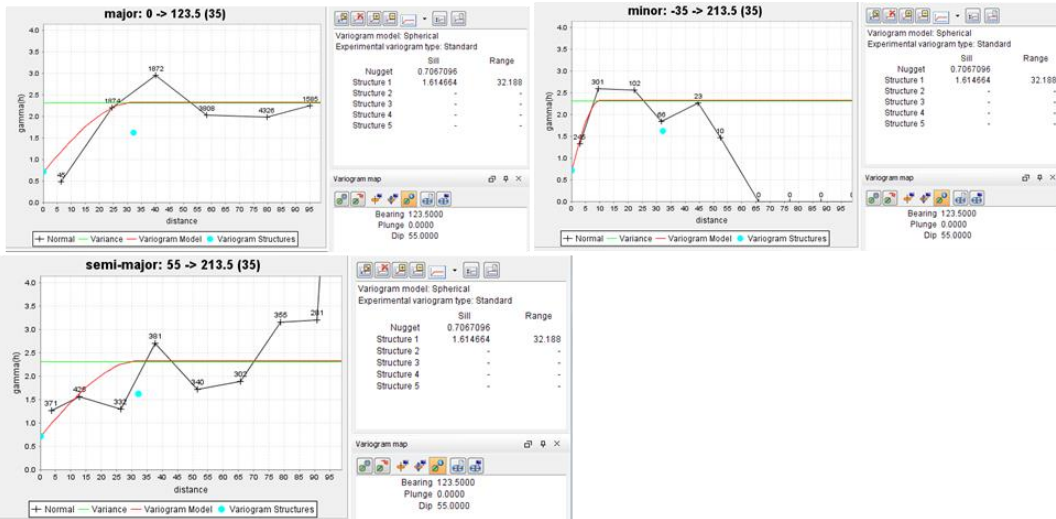 major: 0 -> 123.5 (35)
4.0
3.5
3.0
2.5
2.0
1.5
1.0
0.5
0.0
gamma(h)
45
1874
1872
3808
4326
1585
0 5 10 15 20 25 30 35 40 45 50 55 60 65 70 75 80 85 90 95
distance
Normal Variance Variogram Model Variogram Structures
Variogram model: Spherical
Experimental variogram type: Standard
Sill Range
Nugget 0.7067096
Structure 1 1.614664 32.188
Structure 2 - -
Structure 3 - -
Structure 4 - -
Structure 5 - -
Variogram map
Bearing 123.5000
Plunge 0.0000
Dip 55.0000
minor: -35 -> 213.5 (35)
4.0
3.5
3.0
2.5
2.0
1.5
1.0
0.5
0.0
gamma(h)
301
102
66
23
10
0 0 0 0
0 5 10 15 20 25 30 35 40 45 50 55 60 65 70 75 80 85 90 95
distance
Normal Variance Variogram Model Variogram Structures
Variogram model: Spherical
Experimental variogram type: Standard
Sill Range
Nugget 0.7067096
Structure 1 1.614664 32.188
Structure 2 - -
Structure 3 - -
Structure 4 - -
Structure 5 - -
Variogram map
Bearing 123.5000
Plunge 0.0000
Dip 55.0000
semi-major: 55 -> 213.5 (35)
4.0
3.5
3.0
2.5
2.0
1.5
1.0
0.5
0.0
gamma(h)
371
332
381
340
302
0 5 10 15 20 25 30 35 40 45 50 55 60 65 70 75 80 85 90 95
distance
Normal Variance Variogram Model Variogram Structures
Variogram model: Spherical
Experimental variogram type: Standard
Sill Range
Nugget 0.7067096
Structure 1 1.614664 32.188
Structure 2 - -
Structure 3 - -
Structure 4 - -
Structure 5 - -
Variogram map
Bearing 123.5000
Plunge 0.0000
Dip 55.0000